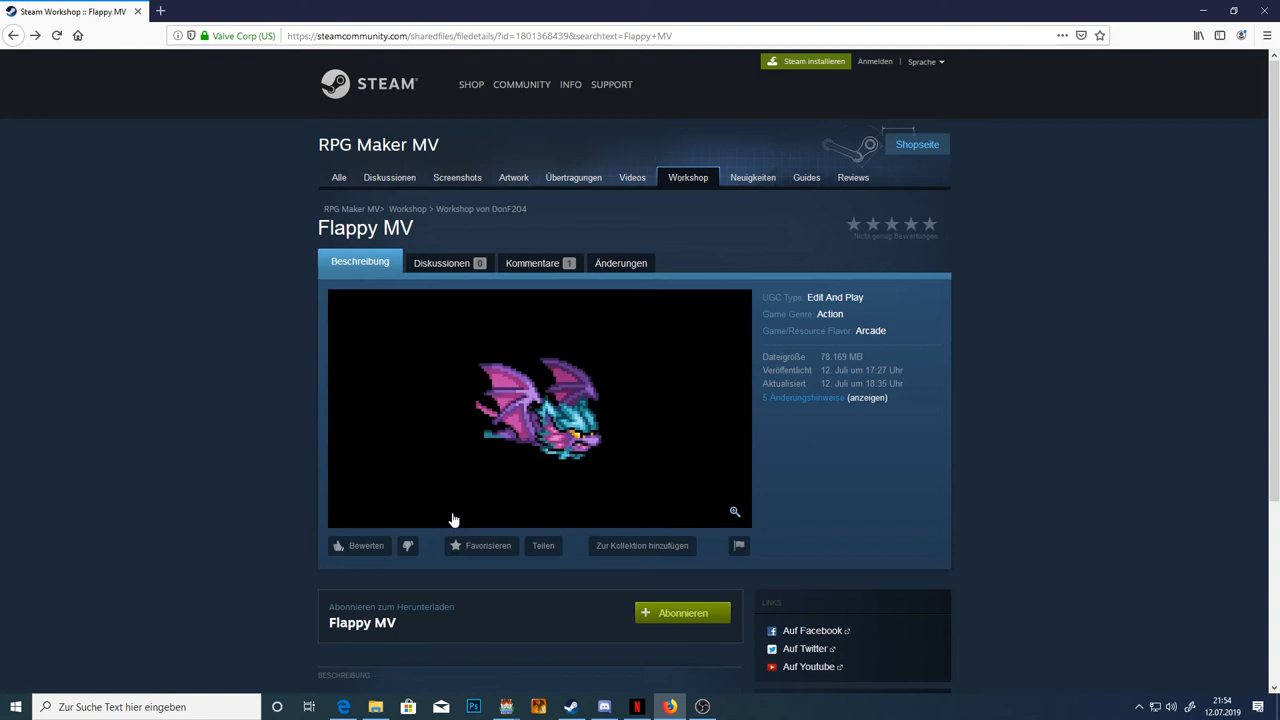 Steam Workshop :: Flappy MV
Valve Corp (US)
https://steamcommunity.com/sharedfiles/filedetails/?id=1801368439&searchtext=Flappy+MV
Steam installieren
Anmelden
Sprache
STEAM
SHOP
COMMUNITY
INFO
SUPPORT
RPG Maker MV
Shopseite
Alle
Diskussionen
Screenshots
Artwork
Übertragungen
Videos
Workshop
Neuigkeiten
Guides
Reviews
RPG Maker MV> Workshop > Workshop von DonF204
Flappy MV
Nicht genug Bewertungen
Beschreibung
Diskussionen 0
Kommentare 1
Änderungen
UGC Type: Edit And Play
Game Genre: Action
Game/Resource Flavor: Arcade
Dateigröße 78.169 MB
Veröffentlicht 12. Juli um 17:27 Uhr
Aktualisiert 12. Juli um 18:35 Uhr
5 Änderungshinweise (anzeigen)
Bewerten
Favorisieren
Teilen
Zur Kollektion hinzufügen
Abonnieren zum Herunterladen
Flappy MV
Abonnieren
LINKS
Auf Facebook
Auf Twitter
Auf Youtube
BESCHREIBUNG
Zur Suche Text hier eingeben
21:54
12.07.2019